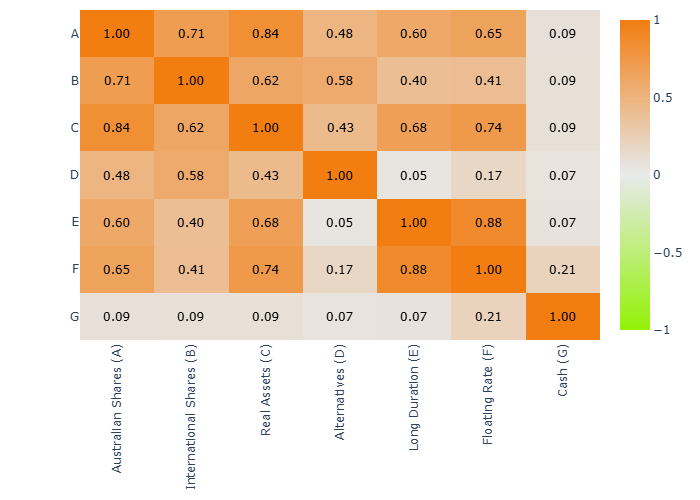 A 1.00 0.71 0.84 0.48 0.60 0.65 0.09
B 0.71 1.00 0.62 0.58 0.40 0.41 0.09
C 0.84 0.62 1.00 0.43 0.68 0.74 0.09
D 0.48 0.58 0.43 1.00 0.05 0.17 0.07
E 0.60 0.40 0.68 0.05 1.00 0.88 0.07
F 0.65 0.41 0.74 0.17 0.88 1.00 0.21
G 0.09 0.09 0.09 0.07 0.07 0.21 1.00
Australian Shares (A)
International Shares (B)
Real Assets (C)
Alternatives (D)
Long Duration (E)
Floating Rate (F)
Cash (G)
1
0.5
0
−0.5
−1